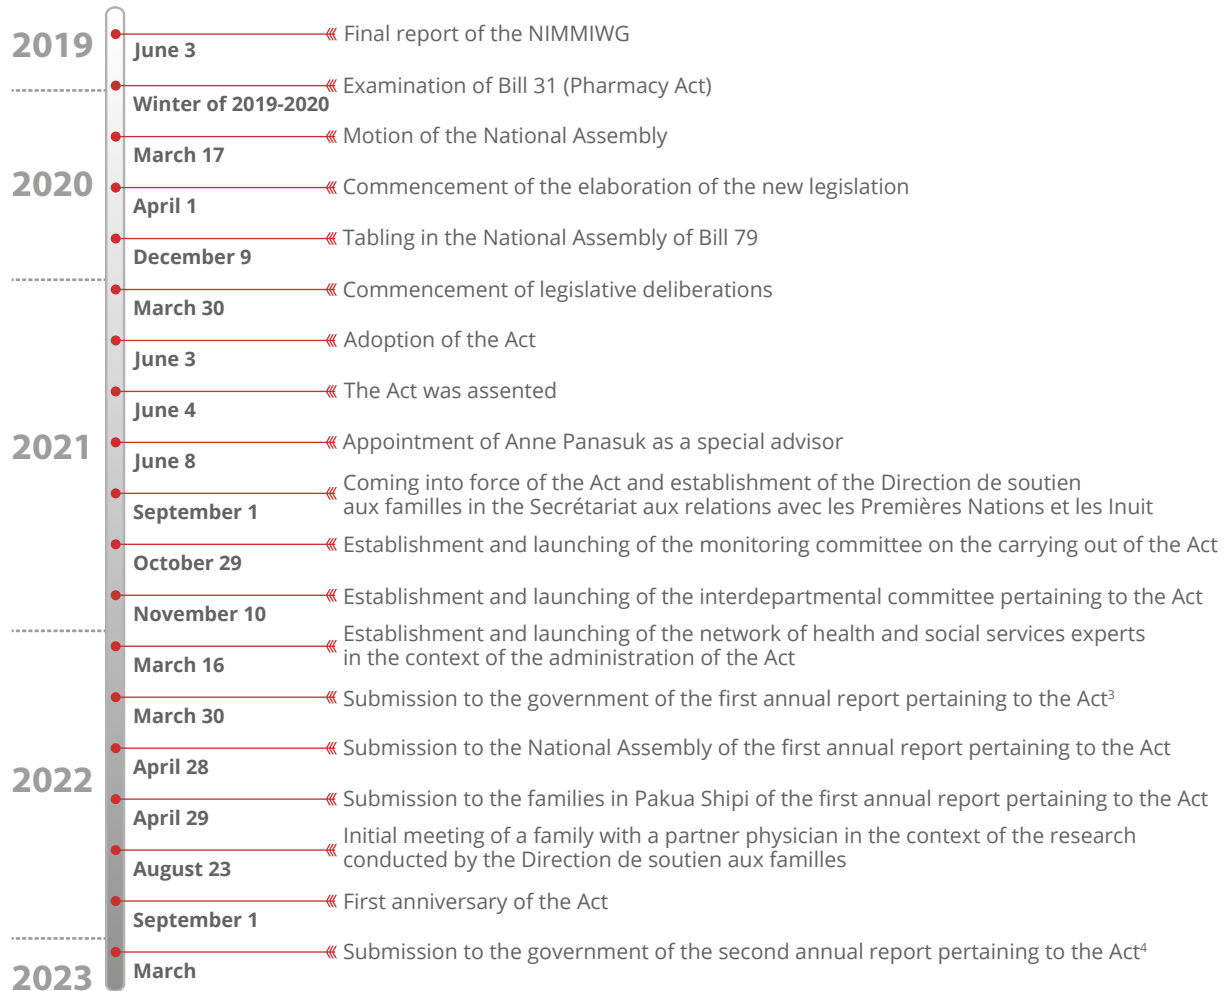 2019
Final report of the NIMMIWG
June 3
Examination of Bill 31 (Pharmacy Act)
Winter of 2019-2020
2020
Motion of the National Assembly
March 17
Commencement of the elaboration of the new legislation
April 1
Tabling in the National Assembly of Bill 79
December 9
2021
Commencement of legislative deliberations
March 30
Adoption of the Act
June 3
The Act was assented
June 4
Appointment of Anne Panasuk as a special advisor
June 8
Coming into force of the Act and establishment of the Direction de soutien
aux familles in the Secrétariat aux relations avec les Premières Nations et les Inuit
September 1
Establishment and launching of the monitoring committee on the carrying out of the Act
October 29
Establishment and launching of the interdepartmental committee pertaining to the Act
November 10
2022
Establishment and launching of the network of health and social services experts
in the context of the administration of the Act
March 16
Submission to the government of the first annual report pertaining to the Act³
March 30
Submission to the National Assembly of the first annual report pertaining to the Act
April 28
Submission to the families in Pakua Shipi of the first annual report pertaining to the Act
April 29
Initial meeting of a family with a partner physician in the context of the research
conducted by the Direction de soutien aux familles
August 23
First anniversary of the Act
September 1
2023
Submission to the government of the second annual report pertaining to the Act⁴
March